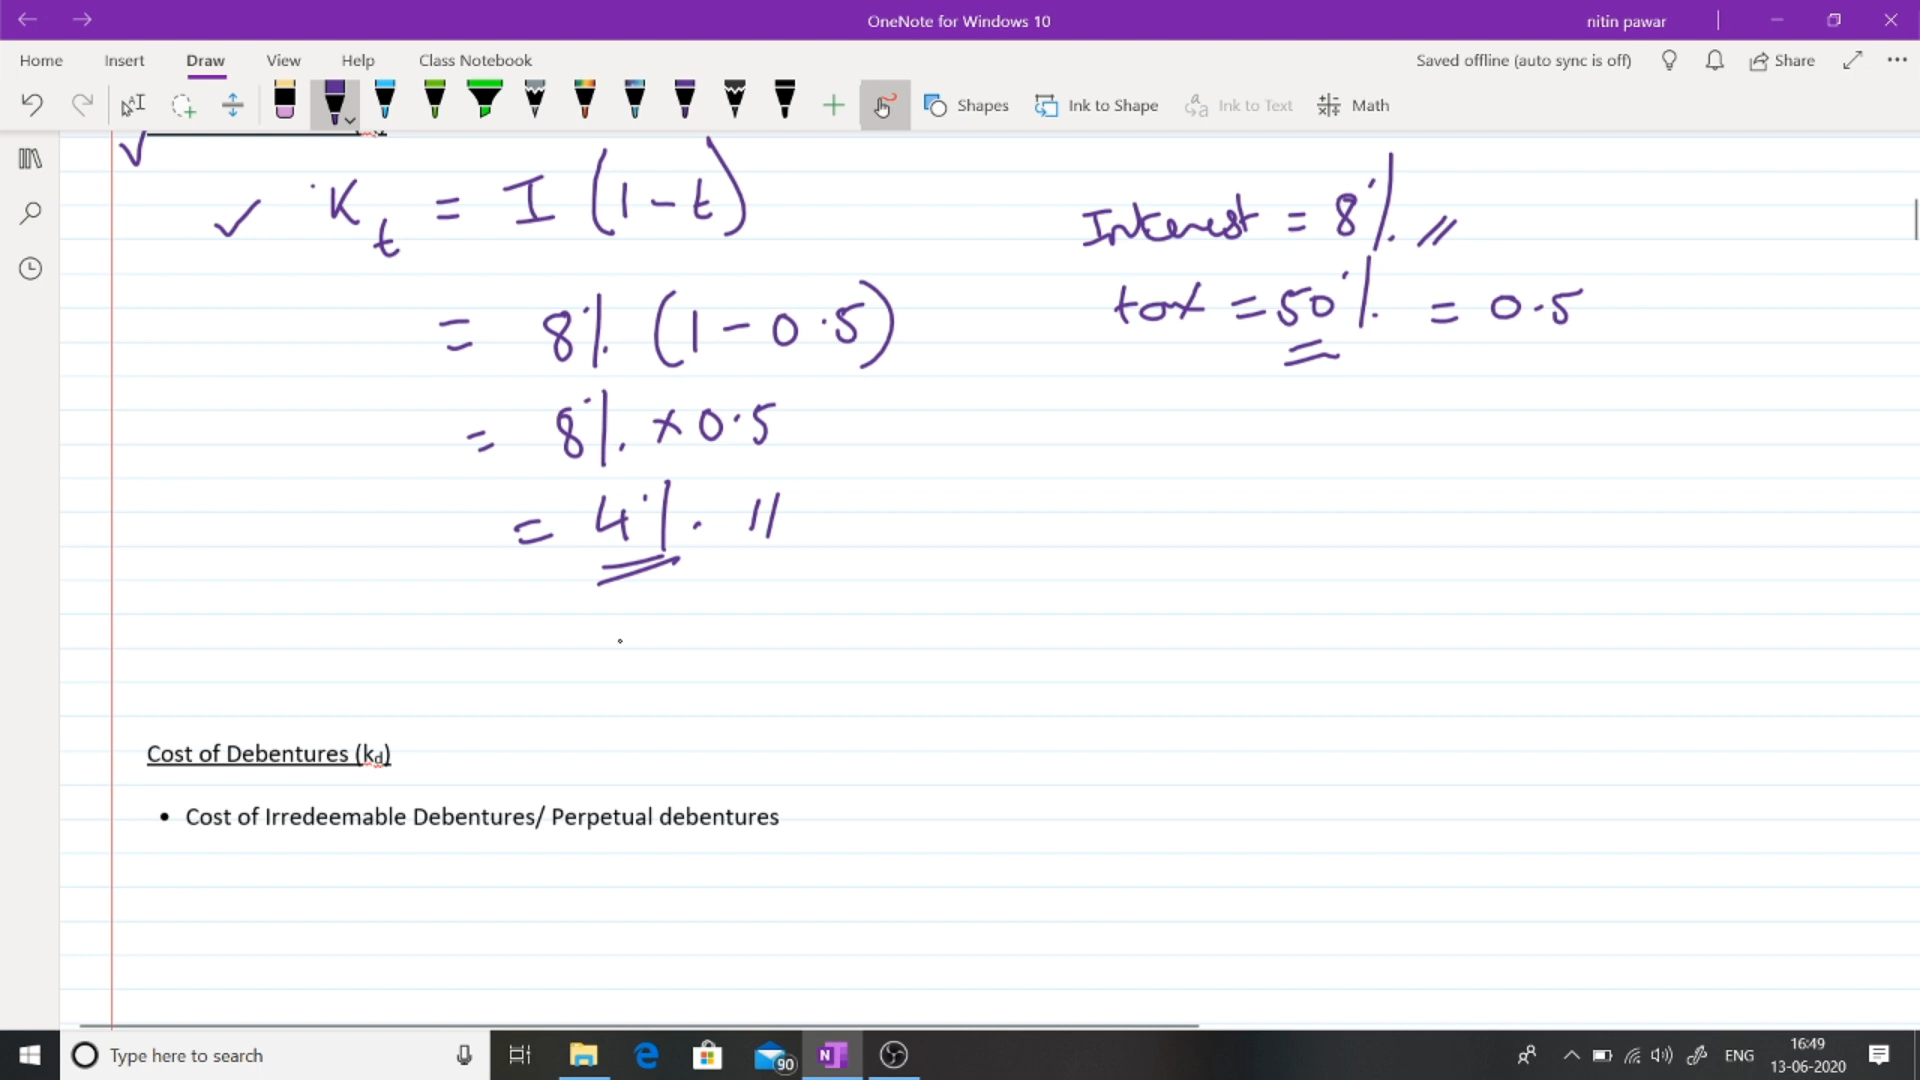 OneNote for Windows 10
nitin pawar
Home Insert Draw View Help Class Notebook
Saved offline (auto sync is off) Share
Shapes Ink to Shape Ink to Text Math
K t = I (1 - t)
= 8% (1 - 0.5)
= 8% × 0.5
= 4% //
Interest = 8% //
tax = 50% = 0.5
Cost of Debentures (kd)
• Cost of Irredeemable Debentures/ Perpetual debentures
Type here to search
90
ENG
16:49
13-06-2020